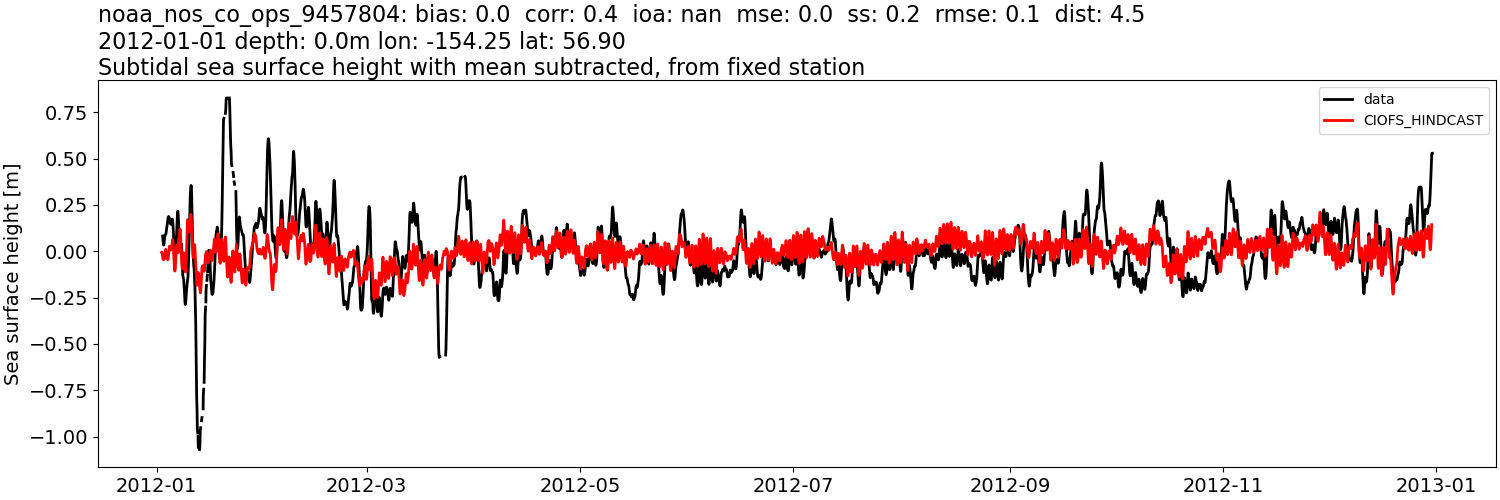 noaa_nos_co_ops_9457804: bias: 0.0  corr: 0.4  ioa: nan  mse: 0.0  ss: 0.2  rmse: 0.1  dist: 4.5
2012-01-01 depth: 0.0m lon: -154.25 lat: 56.90
Subtidal sea surface height with mean subtracted, from fixed station
data
CIOFS_HINDCAST
Sea surface height [m]
0.75
0.50
0.25
0.00
−0.25
−0.50
−0.75
−1.00
2012-01
2012-03
2012-05
2012-07
2012-09
2012-11
2013-01